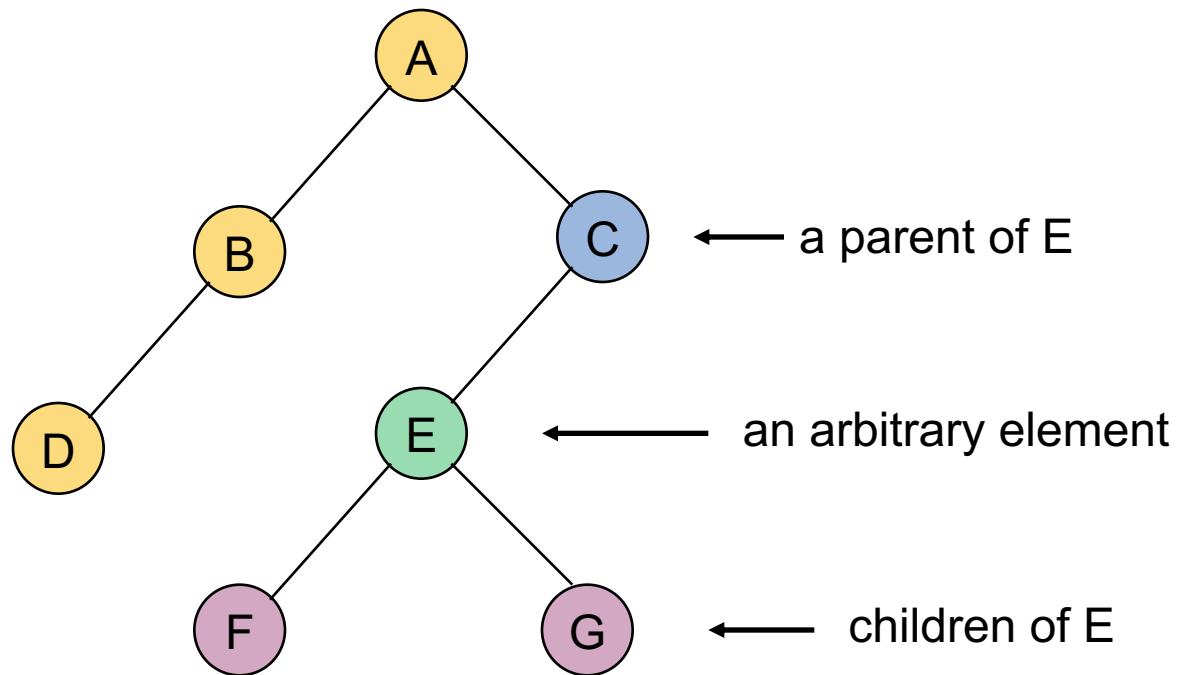 A
B
C
a parent of E
D
E
an arbitrary element
F
G
children of E